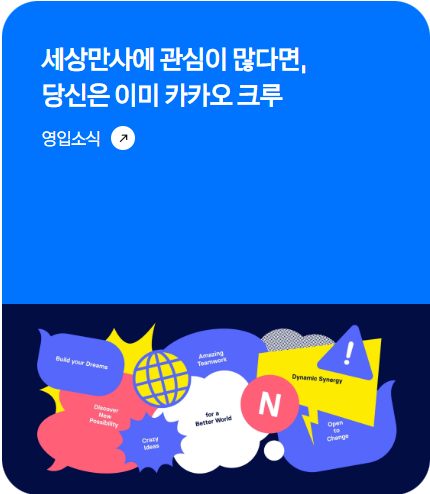 세상만사에 관심이 많다면,
당신은 이미 카카오 크루
영입소식
Build your Dreams
Amazing
Teamwork
Dynamic Synergy
!
Discover
New
Possibility
for a
Better World
N
Crazy
Ideas
Open
to
Change